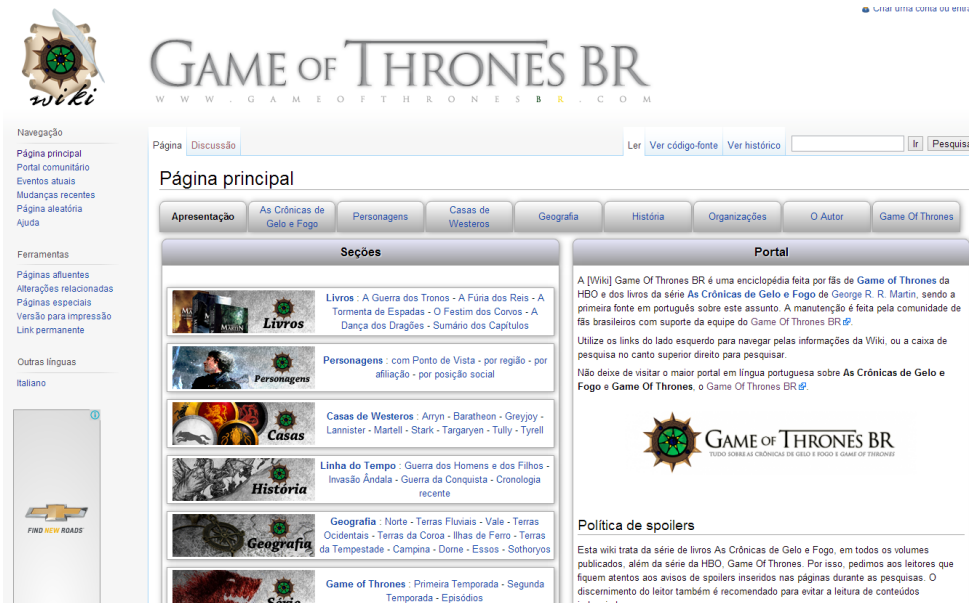 Criar uma conta ou entrar
wiki
GAME OF THRONES BR
WWW.GAMEOFTHRONESBR.COM
Navegação
Página principal
Portal comunitário
Eventos atuais
Mudanças recentes
Página aleatória
Ajuda
Ferramentas
Páginas afluentes
Alterações relacionadas
Páginas especiais
Versão para impressão
Link permanente
Outras línguas
Italiano
FIND NEW ROADS
Página Discussão
Ler Ver código-fonte Ver histórico
Ir Pesquisa
Página principal
Apresentação
As Crônicas de
Gelo e Fogo
Personagens
Casas de
Westeros
Geografia
História
Organizações
O Autor
Game Of Thrones
Seções
Livros
Livros : A Guerra dos Tronos - A Fúria dos Reis - A
Tormenta de Espadas - O Festim dos Corvos - A
Dança dos Dragões - Sumário dos Capítulos
Personagens
Personagens : com Ponto de Vista - por região - por
afiliação - por posição social
Casas
Casas de Westeros : Arryn - Baratheon - Greyjoy -
Lannister - Martell - Stark - Targaryen - Tully - Tyrell
História
Linha do Tempo : Guerra dos Homens e dos Filhos -
Invasão Ândala - Guerra da Conquista - Cronologia
recente
Geografia
Geografia : Norte - Terras Fluviais - Vale - Terras
Ocidentais - Terras da Coroa - Ilhas de Ferro - Terras
da Tempestade - Campina - Dorne - Essos - Sothoryos
Série
Game of Thrones : Primeira Temporada - Segunda
Temporada - Episódios
Portal
A [Wiki] Game Of Thrones BR é uma enciclopédia feita por fãs de Game of Thrones da
HBO e dos livros da série As Crônicas de Gelo e Fogo de George R. R. Martin, sendo a
primeira fonte em português sobre este assunto. A manutenção é feita pela comunidade de
fãs brasileiros com suporte da equipe do Game Of Thrones BR.
Utilize os links do lado esquerdo para navegar pelas informações da Wiki, ou a caixa de
pesquisa no canto superior direito para pesquisar.
Não deixe de visitar o maior portal em língua portuguesa sobre As Crônicas de Gelo e
Fogo e Game Of Thrones, o Game Of Thrones BR.
GAME OF THRONES BR
TUDO SOBRE AS CRÔNICAS DE GELO E FOGO E GAME OF THRONES
Política de spoilers
Esta wiki trata da série de livros As Crônicas de Gelo e Fogo, em todos os volumes
publicados, além da série da HBO, Game Of Thrones. Por isso, pedimos aos leitores que
fiquem atentos aos avisos de spoilers inseridos nas páginas durante as pesquisas. O
discernimento do leitor também é recomendado para evitar a leitura de conteúdos